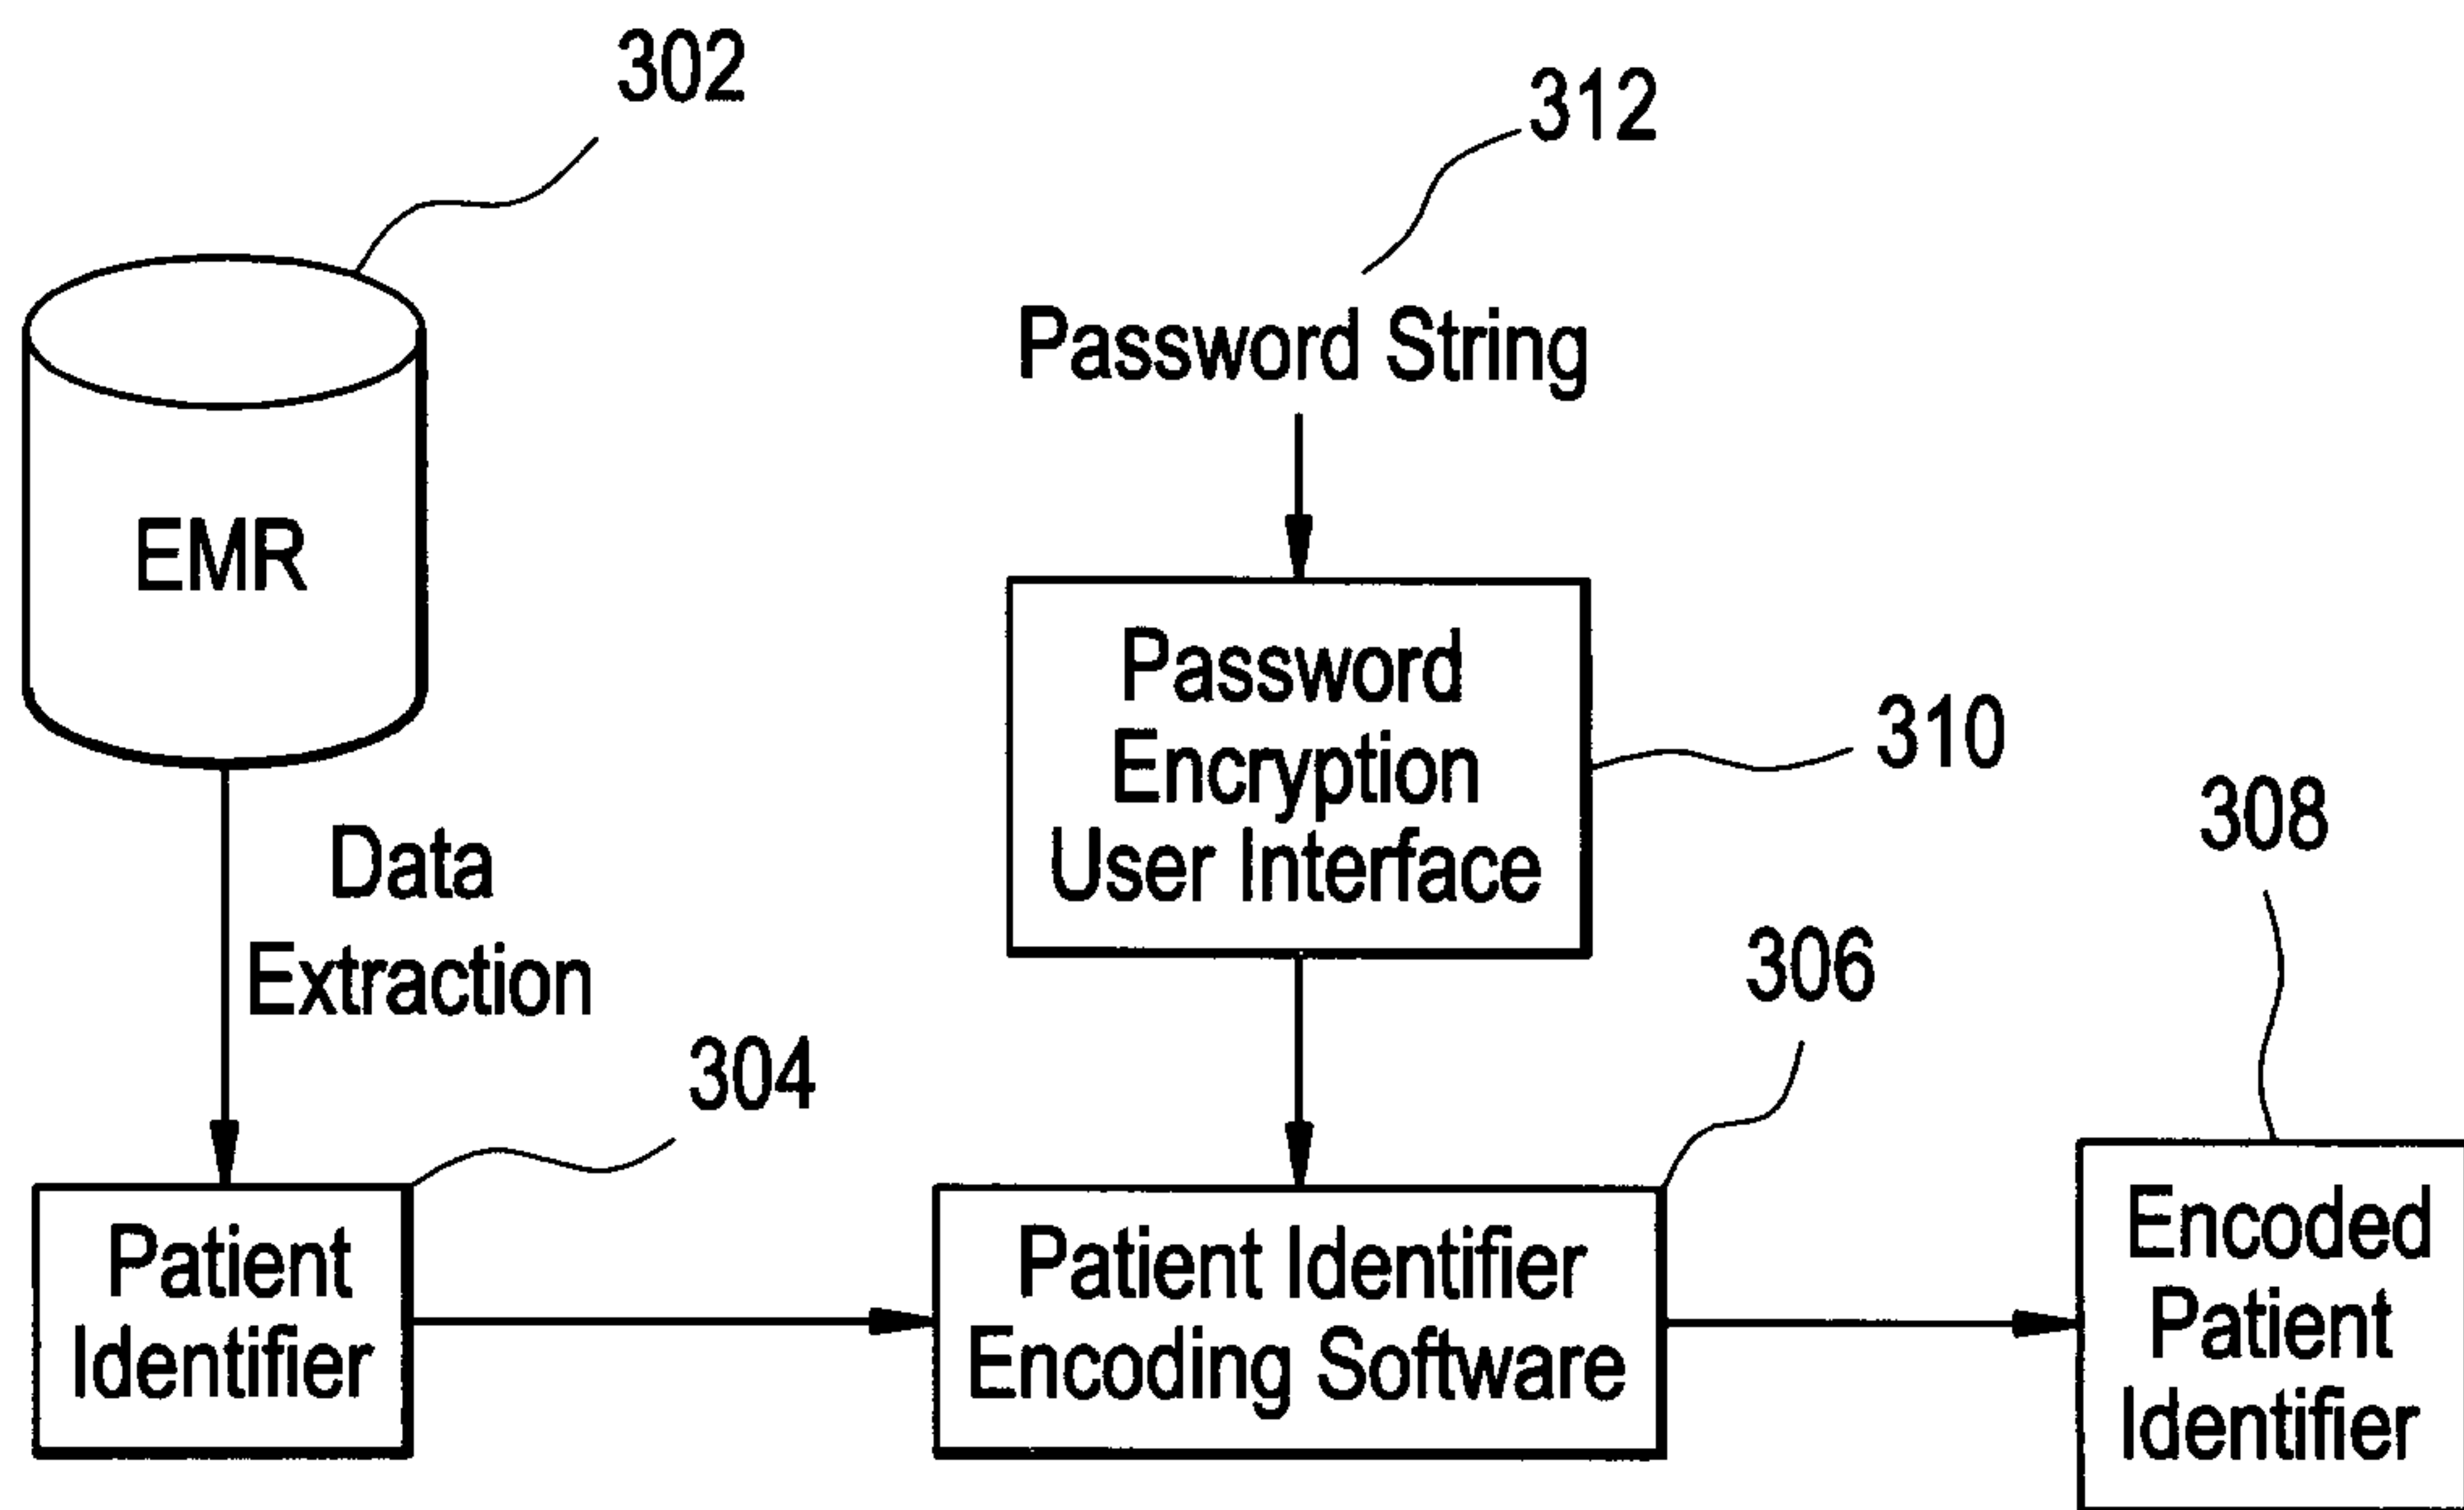 302
312
Password String
EMR
Password
Encryption
User Interface
310
308
Data
Extraction
306
304
Patient
Identifier
Patient Identifier
Encoding Software
Encoded
Patient
Identifier